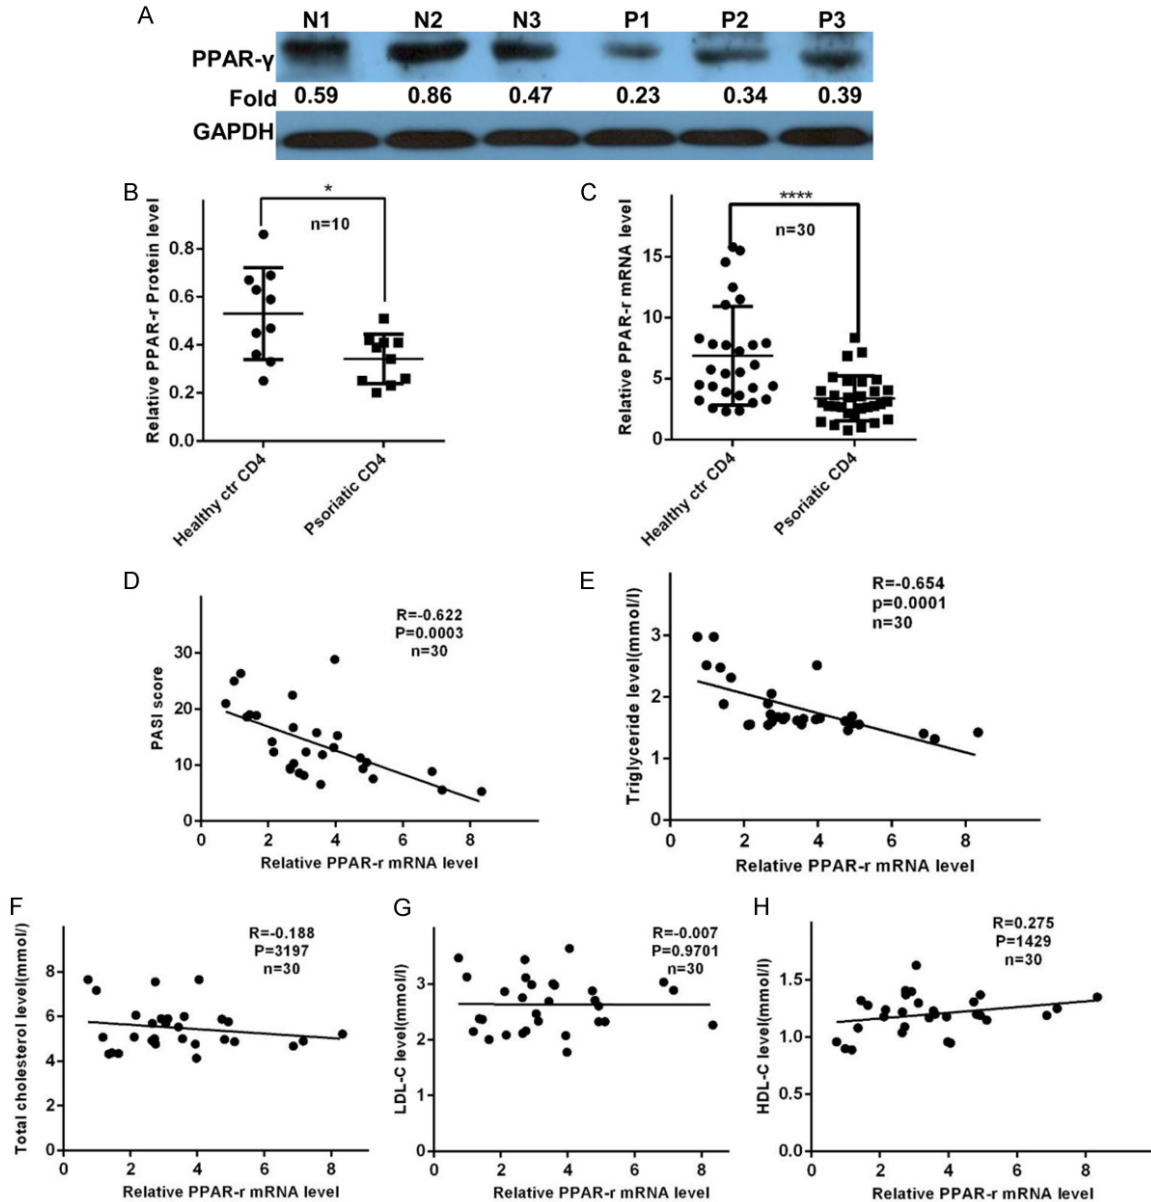 A
N1 N2 N3 P1 P2 P3
PPAR-γ
Fold 0.59 0.86 0.47 0.23 0.34 0.39
GAPDH
B
Relative PPAR-r Protein level
*
n=10
0.8
0.6
0.4
0.2
0.0
Healthy ctr CD4
Psoriatic CD4
C
Relative PPAR-r mRNA level
****
n=30
15
10
5
0
Healthy ctr CD4
Psoriatic CD4
D
R=-0.622
P=0.0003
n=30
PASI score
30
20
10
0
0 2 4 6 8
Relative PPAR-r mRNA level
E
R=-0.654
p=0.0001
n=30
Triglyceride level(mmol/l)
3
2
1
0
0 2 4 6 8
Relative PPAR-r mRNA level
F
R=-0.188
P=3197
n=30
Total cholesterol level(mmol/)
8
6
4
2
0
0 2 4 6 8
Relative PPAR-r mRNA level
G
R=-0.007
P=0.9701
n=30
LDL-C level(mmol/l)
3
2
1
0
0 2 4 6 8
Relative PPAR-r mRNA level
H
R=0.275
P=1429
n=30
HDL-C level(mmol/l)
1.5
1.0
0.5
0.0
0 2 4 6 8
Relative PPAR-r mRNA level